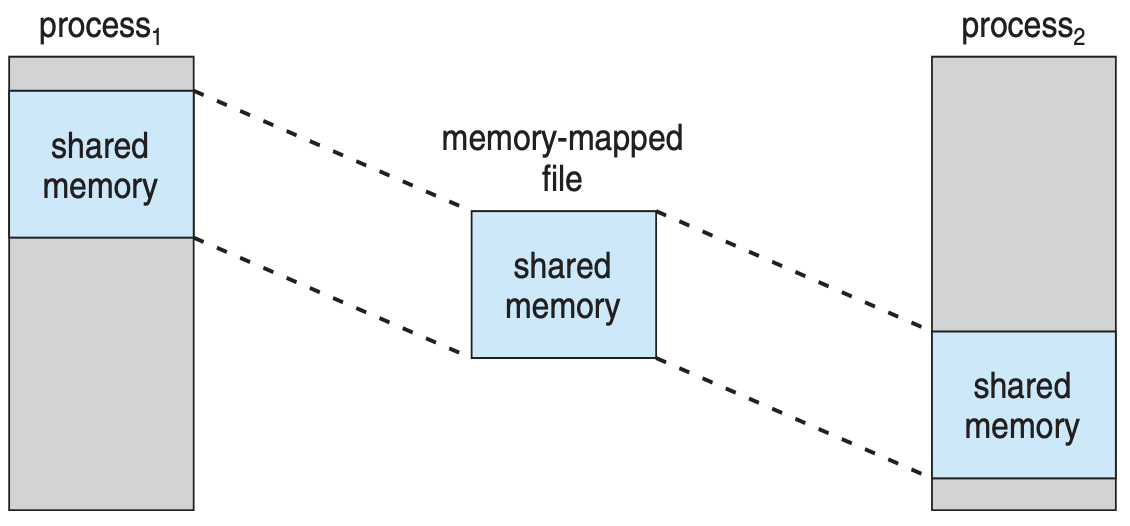 process₁
shared
memory
memory-mapped
file
shared
memory
process₂
shared
memory